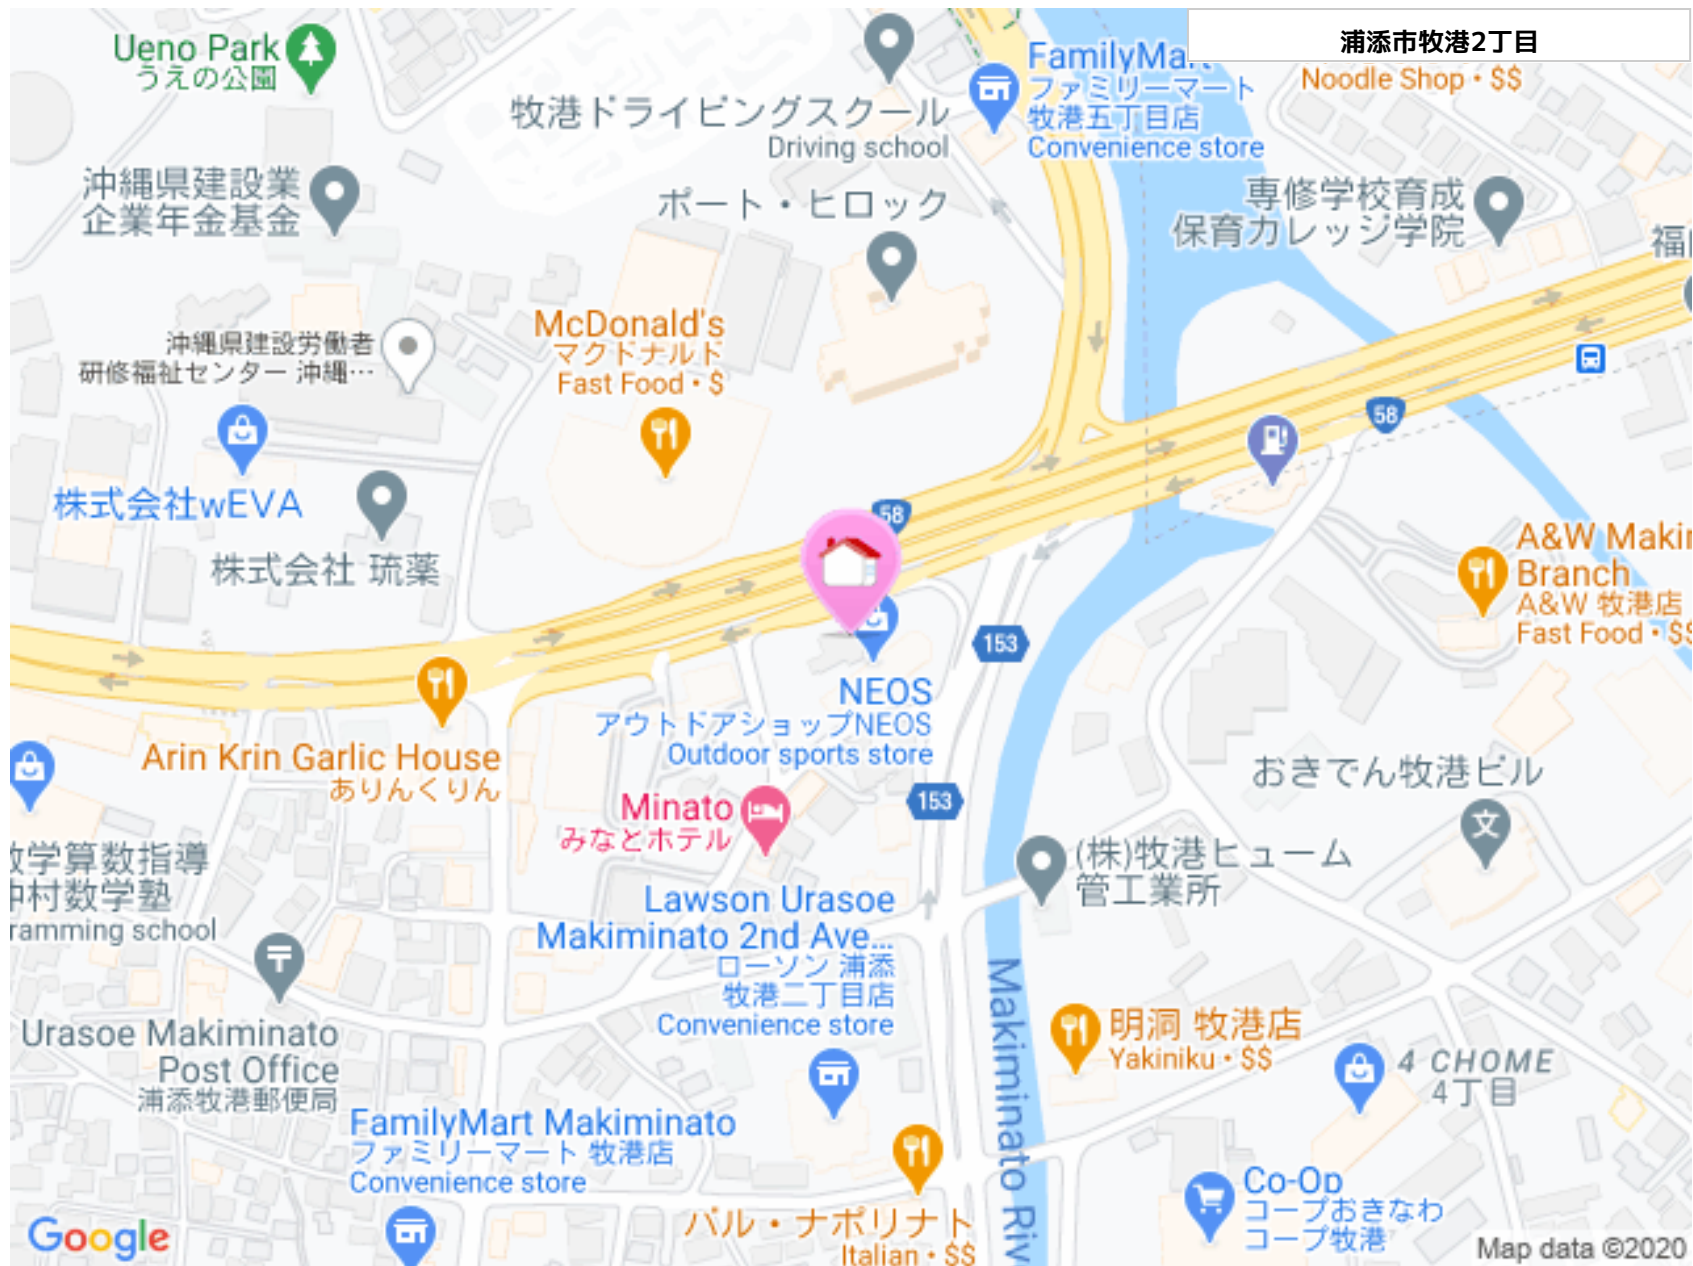 浦添市牧港2丁目
Ueno Park
うえの公園
牧港ドライビングスクール
Driving school
FamilyMart
ファミリーマート
牧港五丁目店
Convenience store
Noodle Shop • $$
沖縄県建設業
企業年金基金
ポート・ヒロック
専修学校育成
保育カレッジ学院
福
沖縄県建設労働者
研修福祉センター 沖縄…
McDonald's
マクドナルド
Fast Food • $
58
58
株式会社wEVA
株式会社 琉薬
A&W Maki
Branch
A&W 牧港店
Fast Food • $$
153
NEOS
アウトドアショップNEOS
Outdoor sports store
Arin Krin Garlic House
ありんくりん
おきでん牧港ビル
Minato
みなとホテル
153
(株)牧港ヒューム
管工業所
数学算数指導
中村数学塾
ramming school
Lawson Urasoe
Makiminato 2nd Ave...
ローソン 浦添
牧港二丁目店
Convenience store
Makiminato Riv
明洞 牧港店
Yakiniku • $$
Urasoe Makiminato
Post Office
浦添牧港郵便局
4 CHOME
4丁目
FamilyMart Makiminato
ファミリーマート 牧港店
Convenience store
Co-Op
コープおきなわ
コープ牧港
バル・ナポリナト
Italian • $$
Google
Map data ©2020